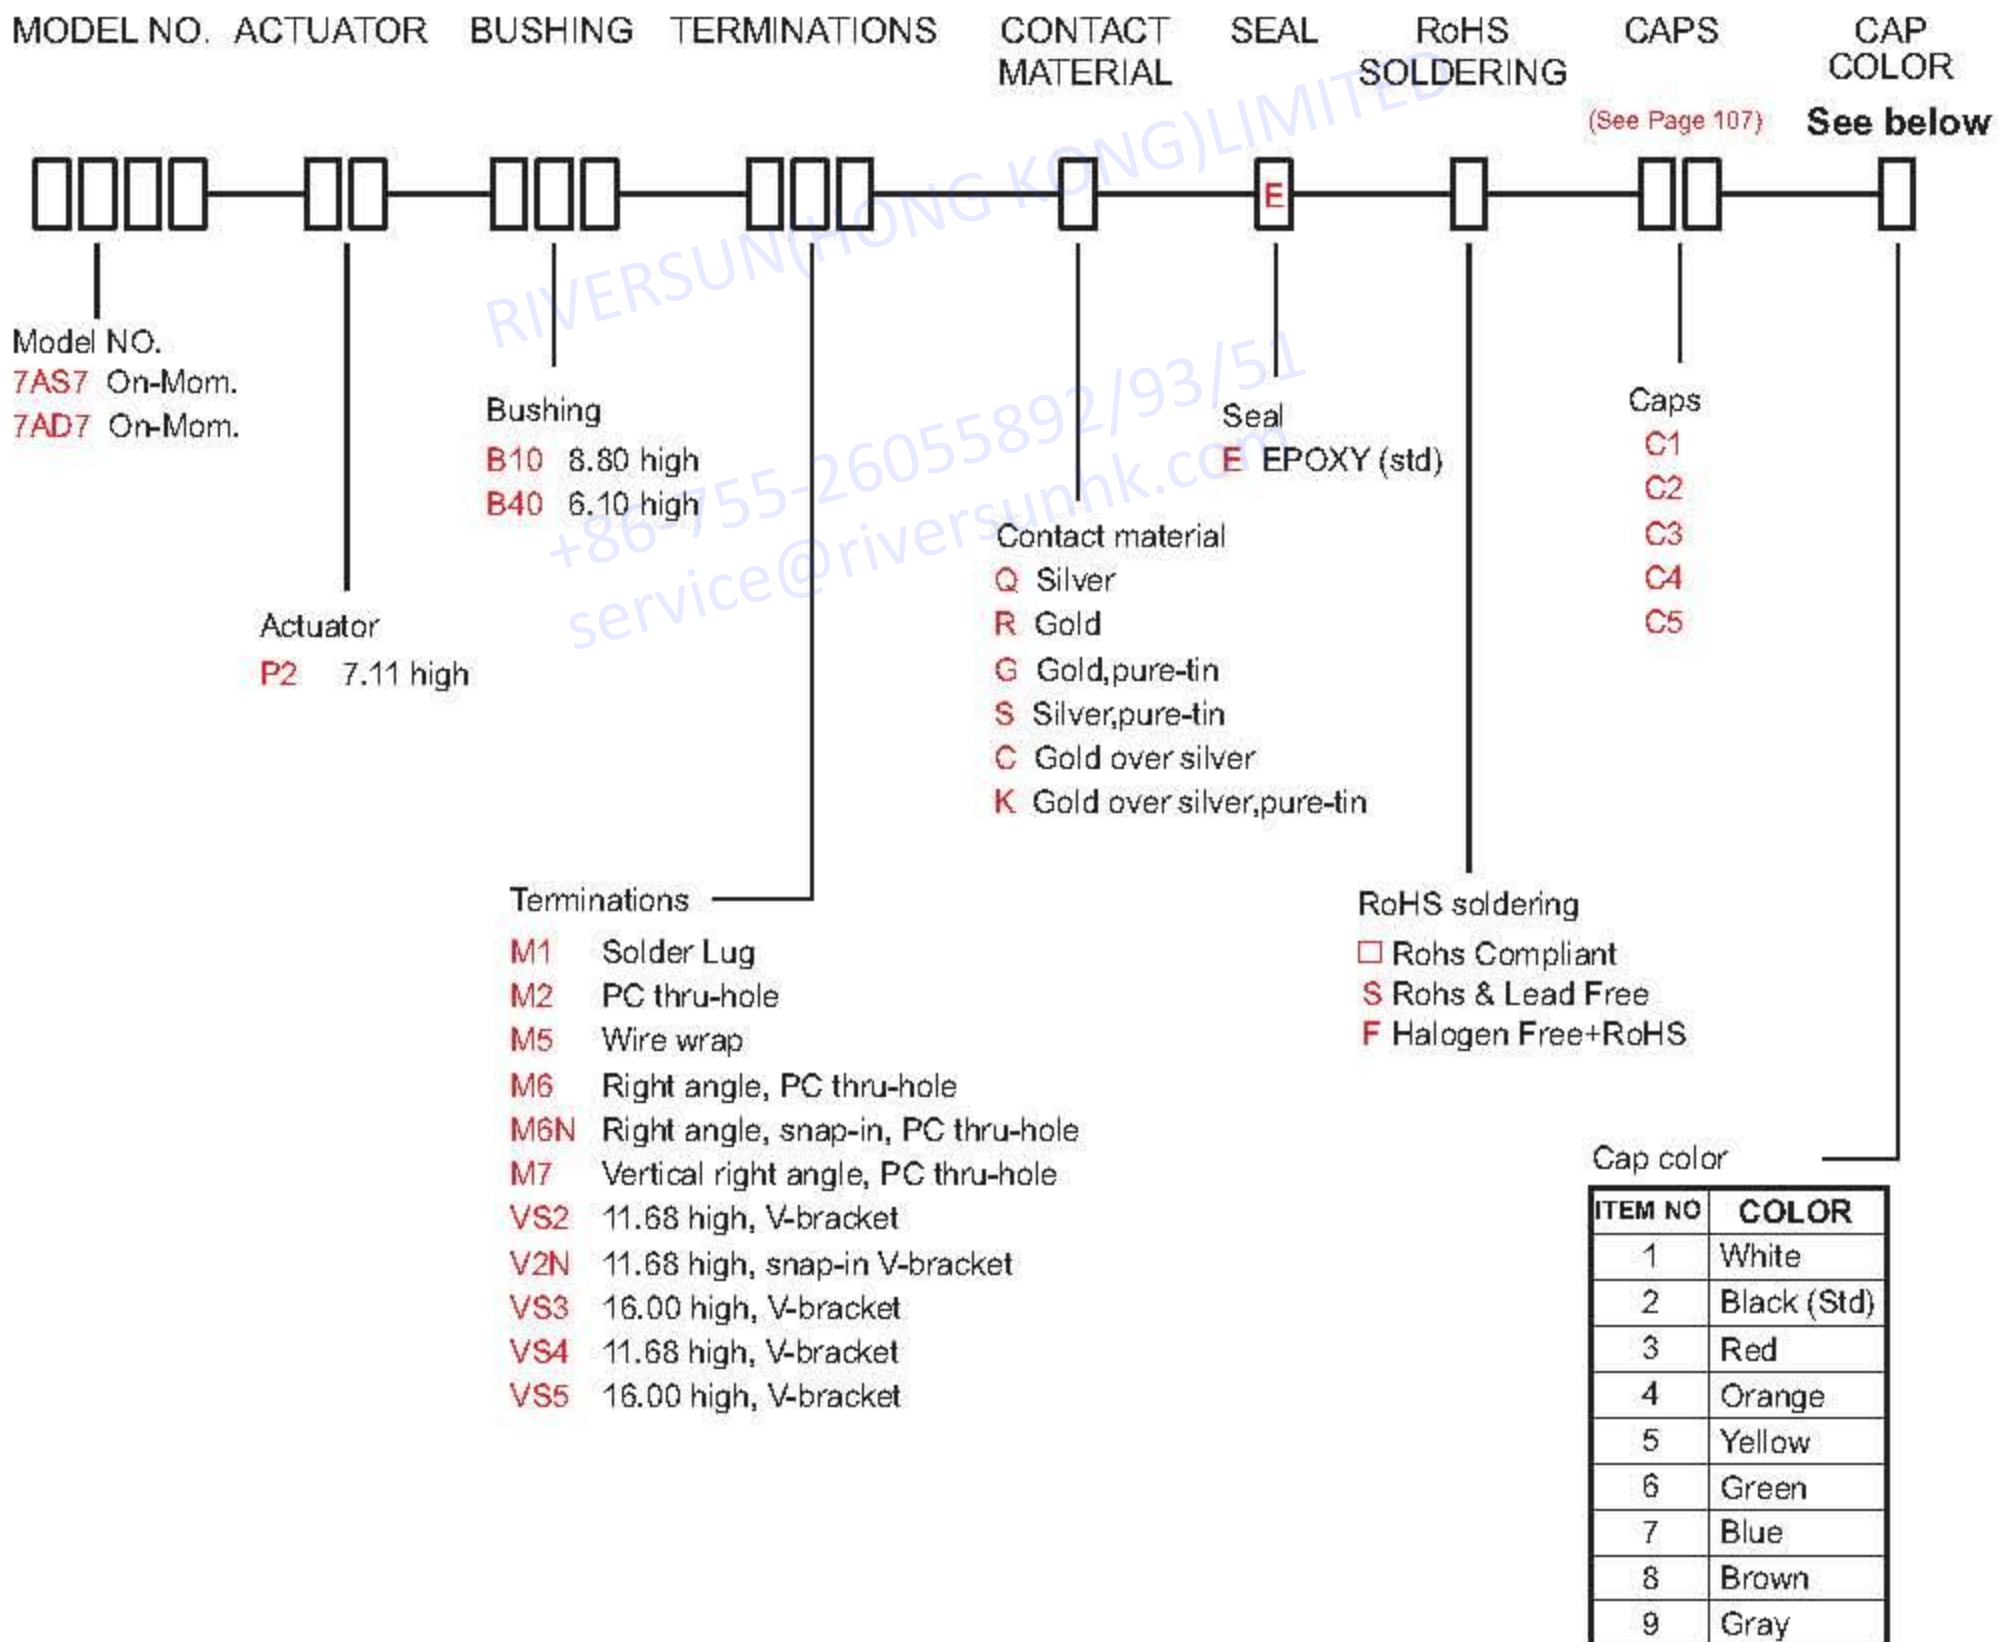 MODEL NO. ACTUATOR BUSHING TERMINATIONS CONTACT MATERIAL SEAL RoHS SOLDERING CAPS CAP COLOR
(See Page 107) See below
E
Model NO.
7AS7 On-Mom.
7AD7 On-Mom.
Actuator
P2 7.11 high
Bushing
B10 8.80 high
B40 6.10 high
Terminations
M1 Solder Lug
M2 PC thru-hole
M5 Wire wrap
M6 Right angle, PC thru-hole
M6N Right angle, snap-in, PC thru-hole
M7 Vertical right angle, PC thru-hole
VS2 11.68 high, V-bracket
V2N 11.68 high, snap-in V-bracket
VS3 16.00 high, V-bracket
VS4 11.68 high, V-bracket
VS5 16.00 high, V-bracket
Contact material
Q Silver
R Gold
G Gold,pure-tin
S Silver,pure-tin
C Gold over silver
K Gold over silver,pure-tin
Seal
E EPOXY (std)
RoHS soldering
□ Rohs Compliant
S Rohs & Lead Free
F Halogen Free+RoHS
Caps
C1
C2
C3
C4
C5
Cap color
ITEM NO COLOR
1 White
2 Black (Std)
3 Red
4 Orange
5 Yellow
6 Green
7 Blue
8 Brown
9 Gray
RIVERSUN(HONG KONG)LIMITED
+86-755-26055892/93/51
service@riversunhk.com